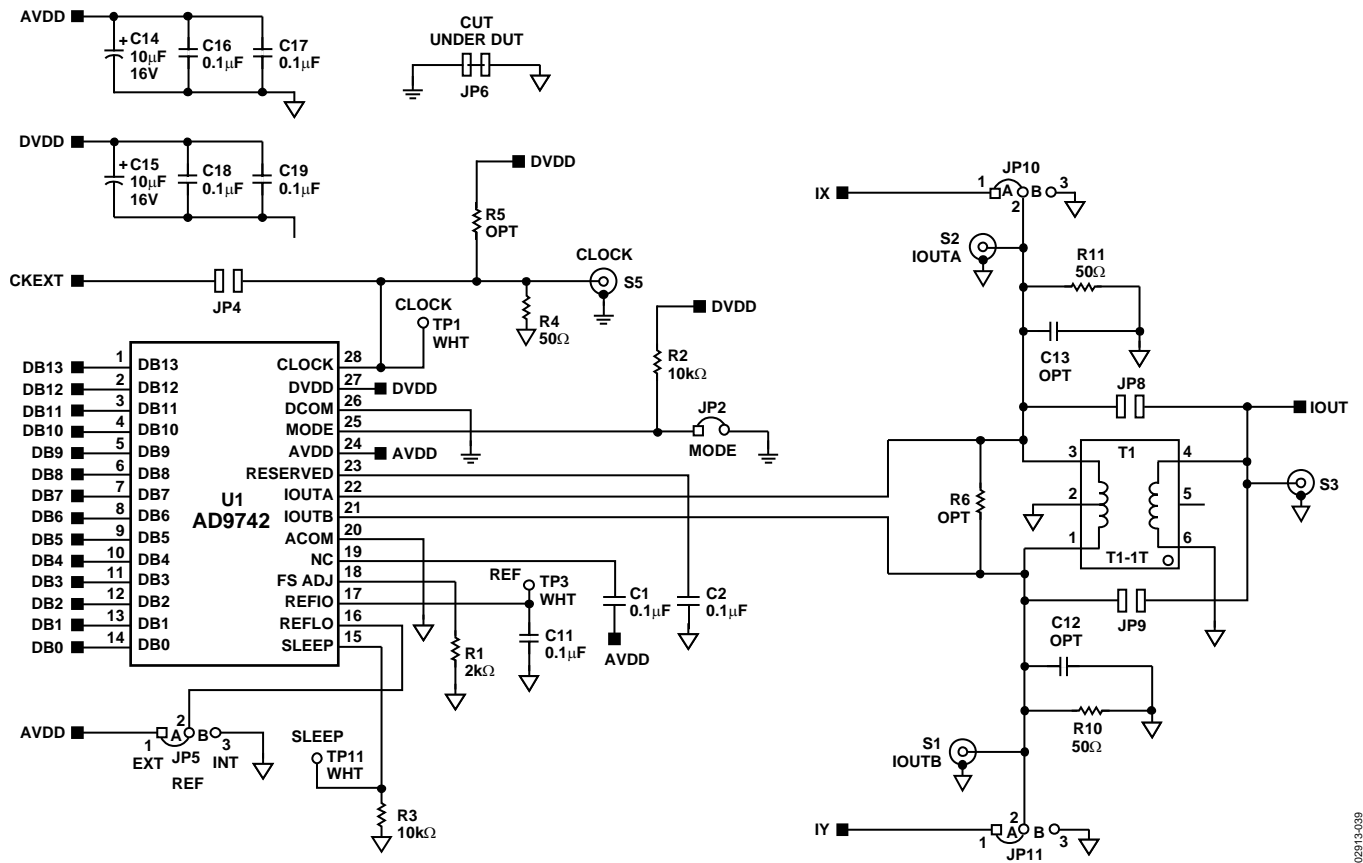 AVDD
+ C14
10µF
16V
C16
0.1µF
C17
0.1µF
CUT
UNDER DUT
JP6
DVDD
+ C15
10µF
16V
C18
0.1µF
C19
0.1µF
DVDD
R5
OPT
CLOCK
S5
CKEXT
JP4
CLOCK
TP1
WHT
R4
50Ω
DVDD
R2
10kΩ
JP2
MODE
DB13 1 DB13
DB12 2 DB12
DB11 3 DB11
DB10 4 DB10
DB9 5 DB9
DB8 6 DB8
DB7 7 DB7
DB6 8 DB6
DB5 9 DB5
DB4 10 DB4
DB3 11 DB3
DB2 12 DB2
DB1 13 DB1
DB0 14 DB0
U1
AD9742
CLOCK 28
DVDD 27 DVDD
DCOM 26
MODE 25
AVDD 24 AVDD
RESERVED 23
IOUTA 22
IOUTB 21
ACOM 20
NC 19
FS ADJ 18
REFIO 17
REFLO 16
SLEEP 15
REF
TP3
WHT
C1
0.1µF
AVDD
C2
0.1µF
C11
0.1µF
R1
2kΩ
AVDD
1 A 2 B 3
EXT JP5 INT
REF
SLEEP
TP11
WHT
R3
10kΩ
JP10
IX
1 A 2 B 3
S2
IOUTA
R11
50Ω
C13
OPT
JP8
IOUT
R6
OPT
T1
3 4
2 5
1 6
T1-1T
S3
JP9
C12
OPT
R10
50Ω
S1
IOUTB
IY
1 A 2 B 3
JP11
02913-039